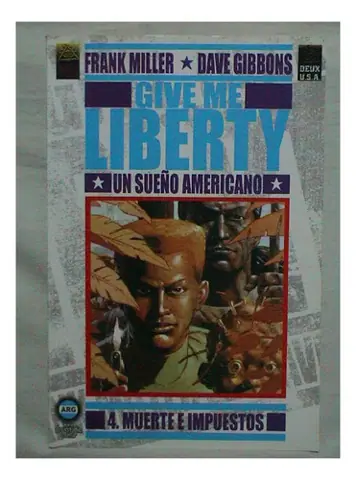 FRANK MILLER ★ DAVE GIBBONS
DEUX
U.S.A
GIVE ME
LIBERTY
★ UN SUEÑO AMERICANO ★
4. MUERTE E IMPUESTOS
ARG